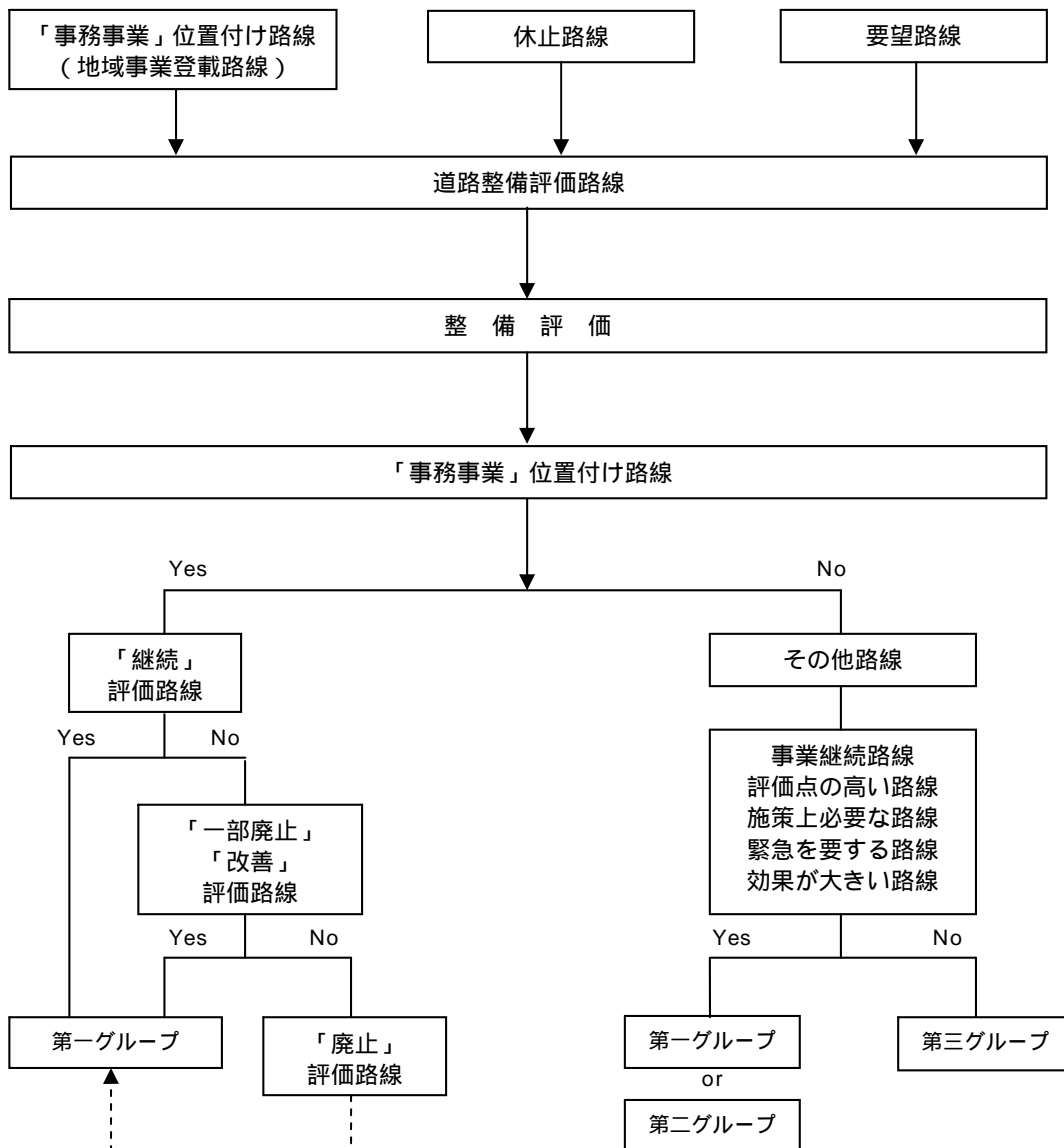 「事務事業」位置付け路線
（地域事業登載路線）
休止路線
要望路線
道路整備評価路線
整　備　評　価
「事務事業」位置付け路線
Yes
No
「継続」
評価路線
その他路線
Yes
No
事業継続路線
評価点の高い路線
施策上必要な路線
緊急を要する路線
効果が大きい路線
「一部廃止」
「改善」
評価路線
Yes
No
Yes
No
第一グループ
「廃止」
評価路線
第一グループ
or
第二グループ
第三グループ